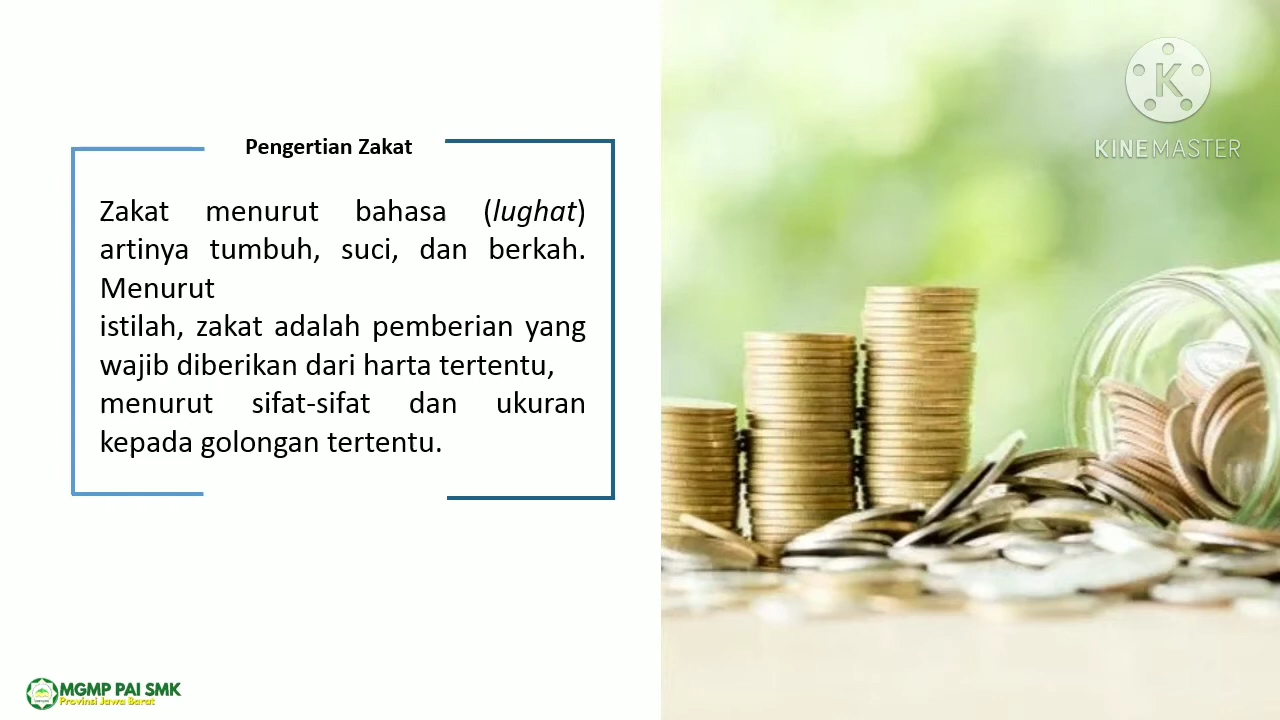 Pengertian Zakat
Zakat menurut bahasa (lughat)
artinya tumbuh, suci, dan berkah.
Menurut
istilah, zakat adalah pemberian yang
wajib diberikan dari harta tertentu,
menurut sifat-sifat dan ukuran
kepada golongan tertentu.
K
KINEMASTER
MGMP PAI SMK
Provinsi Jawa Barat